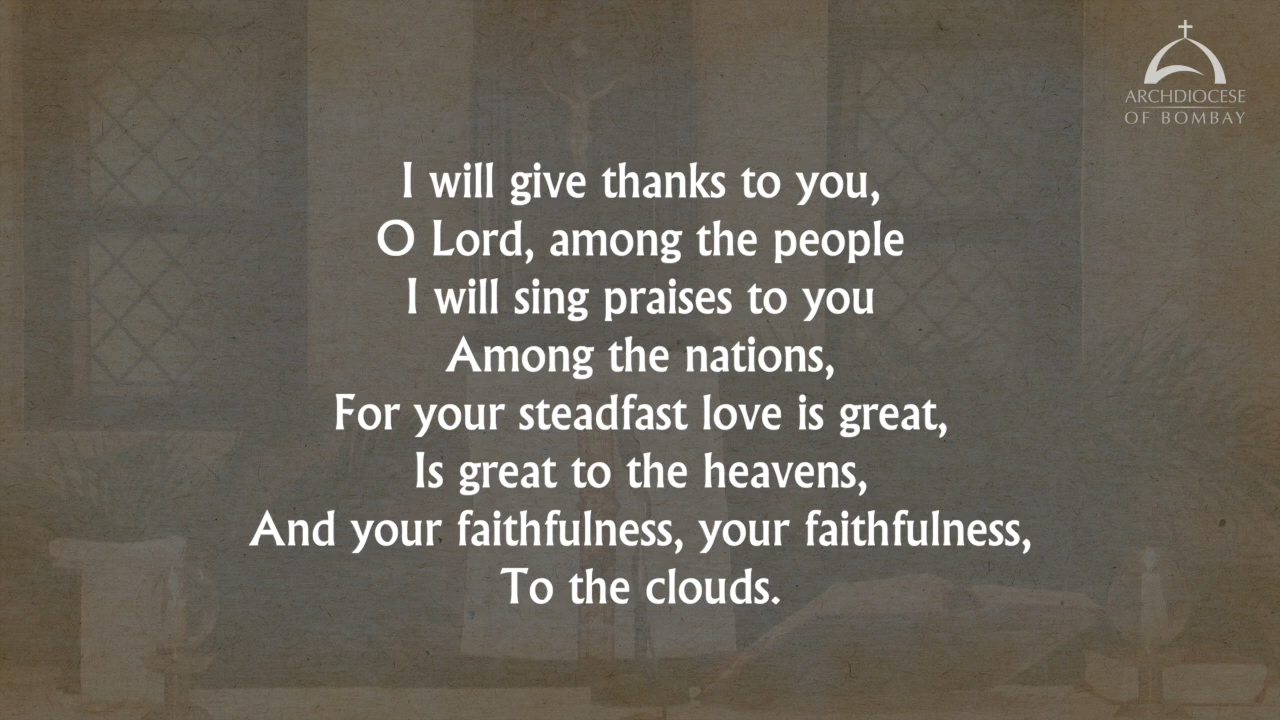 ARCHDIOCESE
OF BOMBAY
I will give thanks to you,
O Lord, among the people
I will sing praises to you
Among the nations,
For your steadfast love is great,
Is great to the heavens,
And your faithfulness, your faithfulness,
To the clouds.